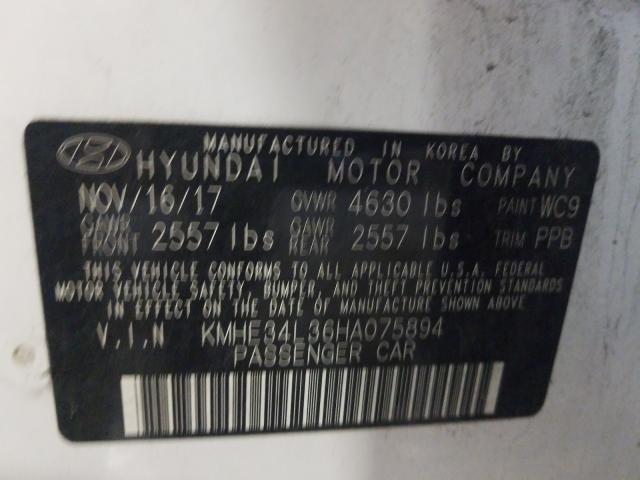 MANUFACTURED IN KOREA BY
HYUNDAI MOTOR COMPANY
NOV/16/17 GVWR 4630 lbs PAINT WC9
GAWR FRONT 2557 lbs GAWR REAR 2557 lbs TRIM PPB
THIS VEHICLE CONFORMS TO ALL APPLICABLE U.S.A. FEDERAL
MOTOR VEHICLE SAFETY, BUMPER, AND THEFT PREVENTION STANDARDS
IN EFFECT ON THE DATE OF MANUFACTURE SHOWN ABOVE.
V.I.N KMHE34L36HA075894
PASSENGER CAR